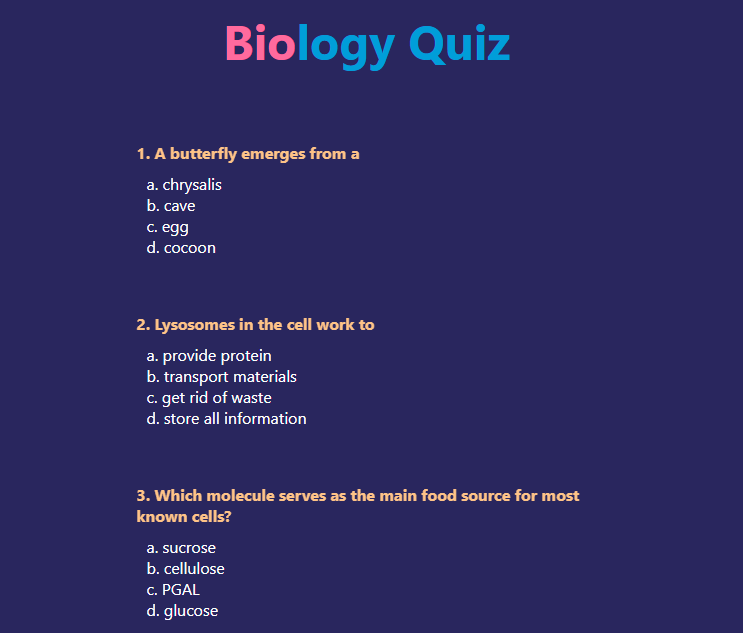 Biology Quiz
1. A butterfly emerges from a
a. chrysalis
b. cave
c. egg
d. cocoon
2. Lysosomes in the cell work to
a. provide protein
b. transport materials
c. get rid of waste
d. store all information
3. Which molecule serves as the main food source for most
known cells?
a. sucrose
b. cellulose
c. PGAL
d. glucose